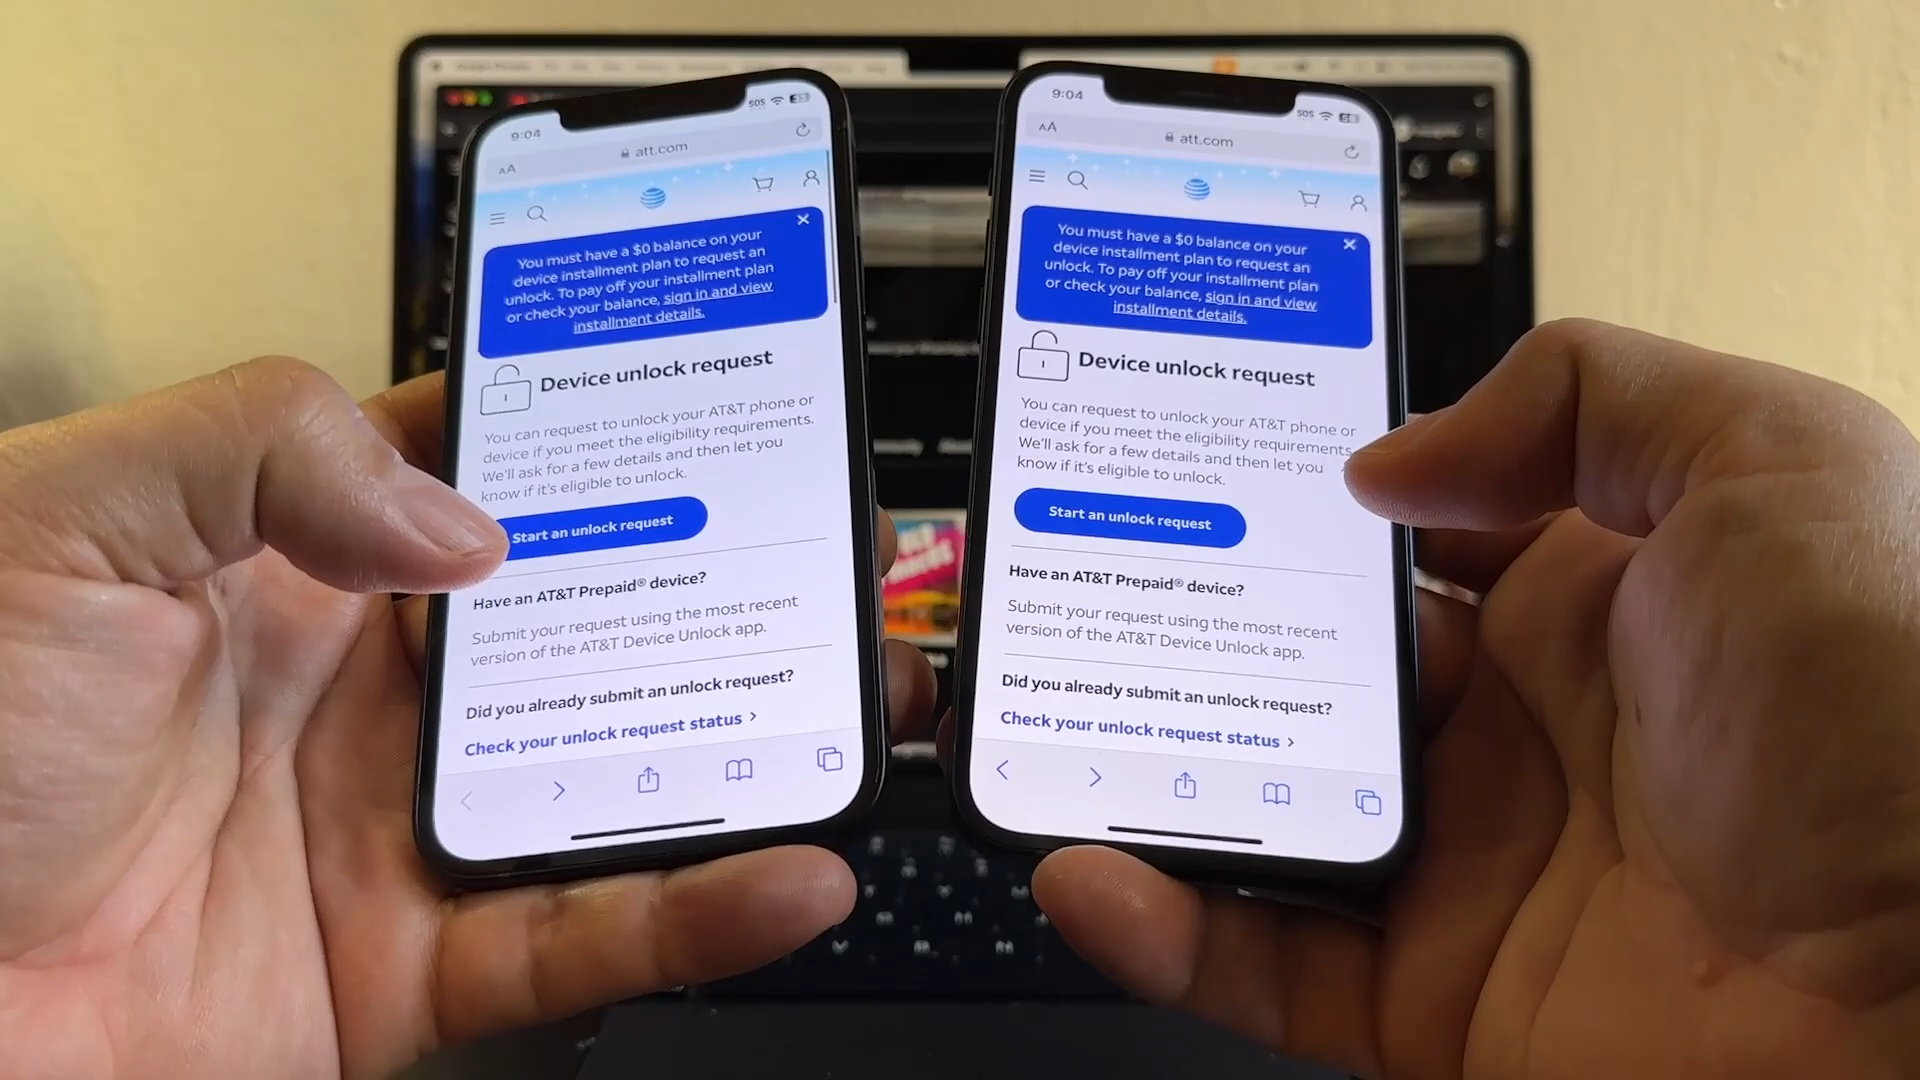 9:04
SOS
AA
att.com
You must have a $0 balance on your
device installment plan to request an
unlock. To pay off your installment plan
or check your balance, sign in and view
installment details.
Device unlock request
You can request to unlock your AT&T phone or
device if you meet the eligibility requirements.
We'll ask for a few details and then let you
know if it's eligible to unlock.
Start an unlock request
Have an AT&T Prepaid® device?
Submit your request using the most recent
version of the AT&T Device Unlock app.
Did you already submit an unlock request?
Check your unlock request status >
9:04
SOS
AA
att.com
You must have a $0 balance on your
device installment plan to request an
unlock. To pay off your installment plan
or check your balance, sign in and view
installment details.
Device unlock request
You can request to unlock your AT&T phone or
device if you meet the eligibility requirements.
We'll ask for a few details and then let you
know if it's eligible to unlock.
Start an unlock request
Have an AT&T Prepaid® device?
Submit your request using the most recent
version of the AT&T Device Unlock app.
Did you already submit an unlock request?
Check your unlock request status >